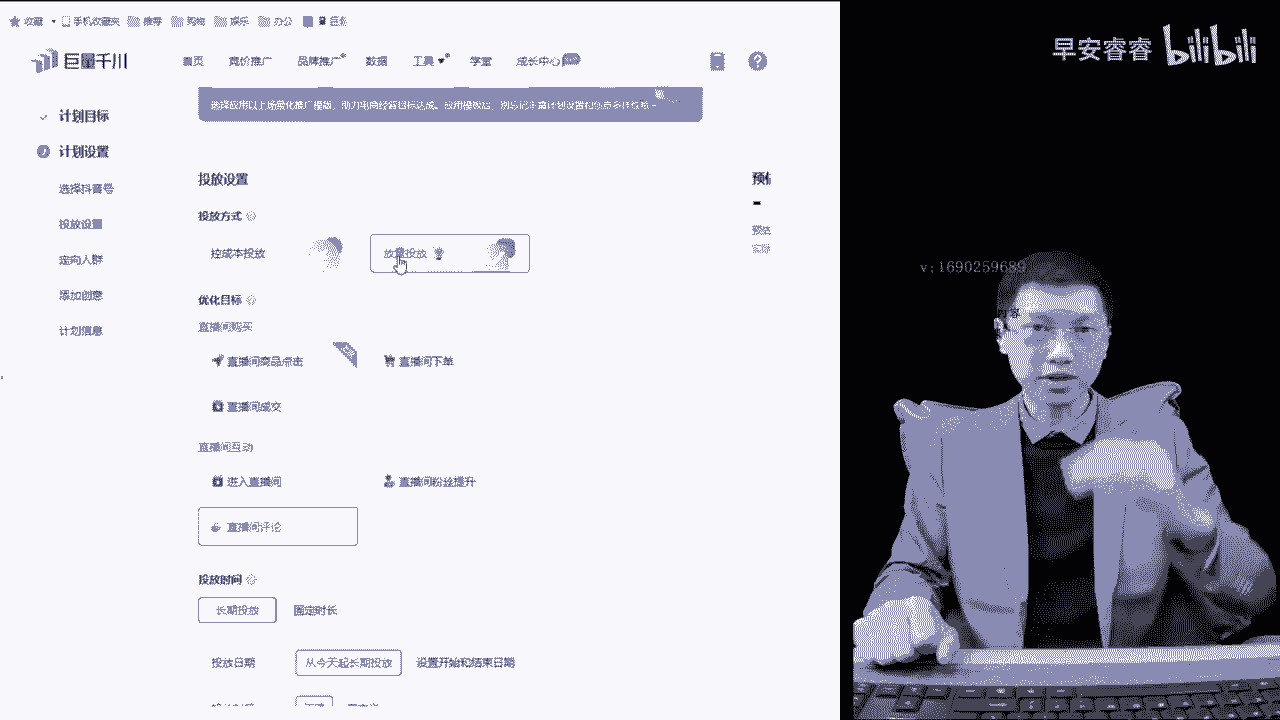 收藏 手机收藏夹 推荐 购物 娱乐 办公
巨量千川
首页 竞价推广 品牌推广 数据 工具 学堂 成长中心
早安睿睿 bilibili
选择应用以上场景化推广模板，助力电商经营目标达成。应用模板后，别忘记丰富计划设置和创意多样性哦~
计划目标
计划设置
选择抖音号
投放设置
定向人群
添加创意
计划信息
投放设置
投放方式
控成本投放 放量投放
优化目标
直播间购买
直播间商品点击 直播间下单
直播间成交
直播间互动
进入直播间 直播间粉丝提升
直播间评论
投放时间
长期投放 固定时长
投放日期 从今天起长期投放 设置开始和结束日期
预估
v:1690259689
内容